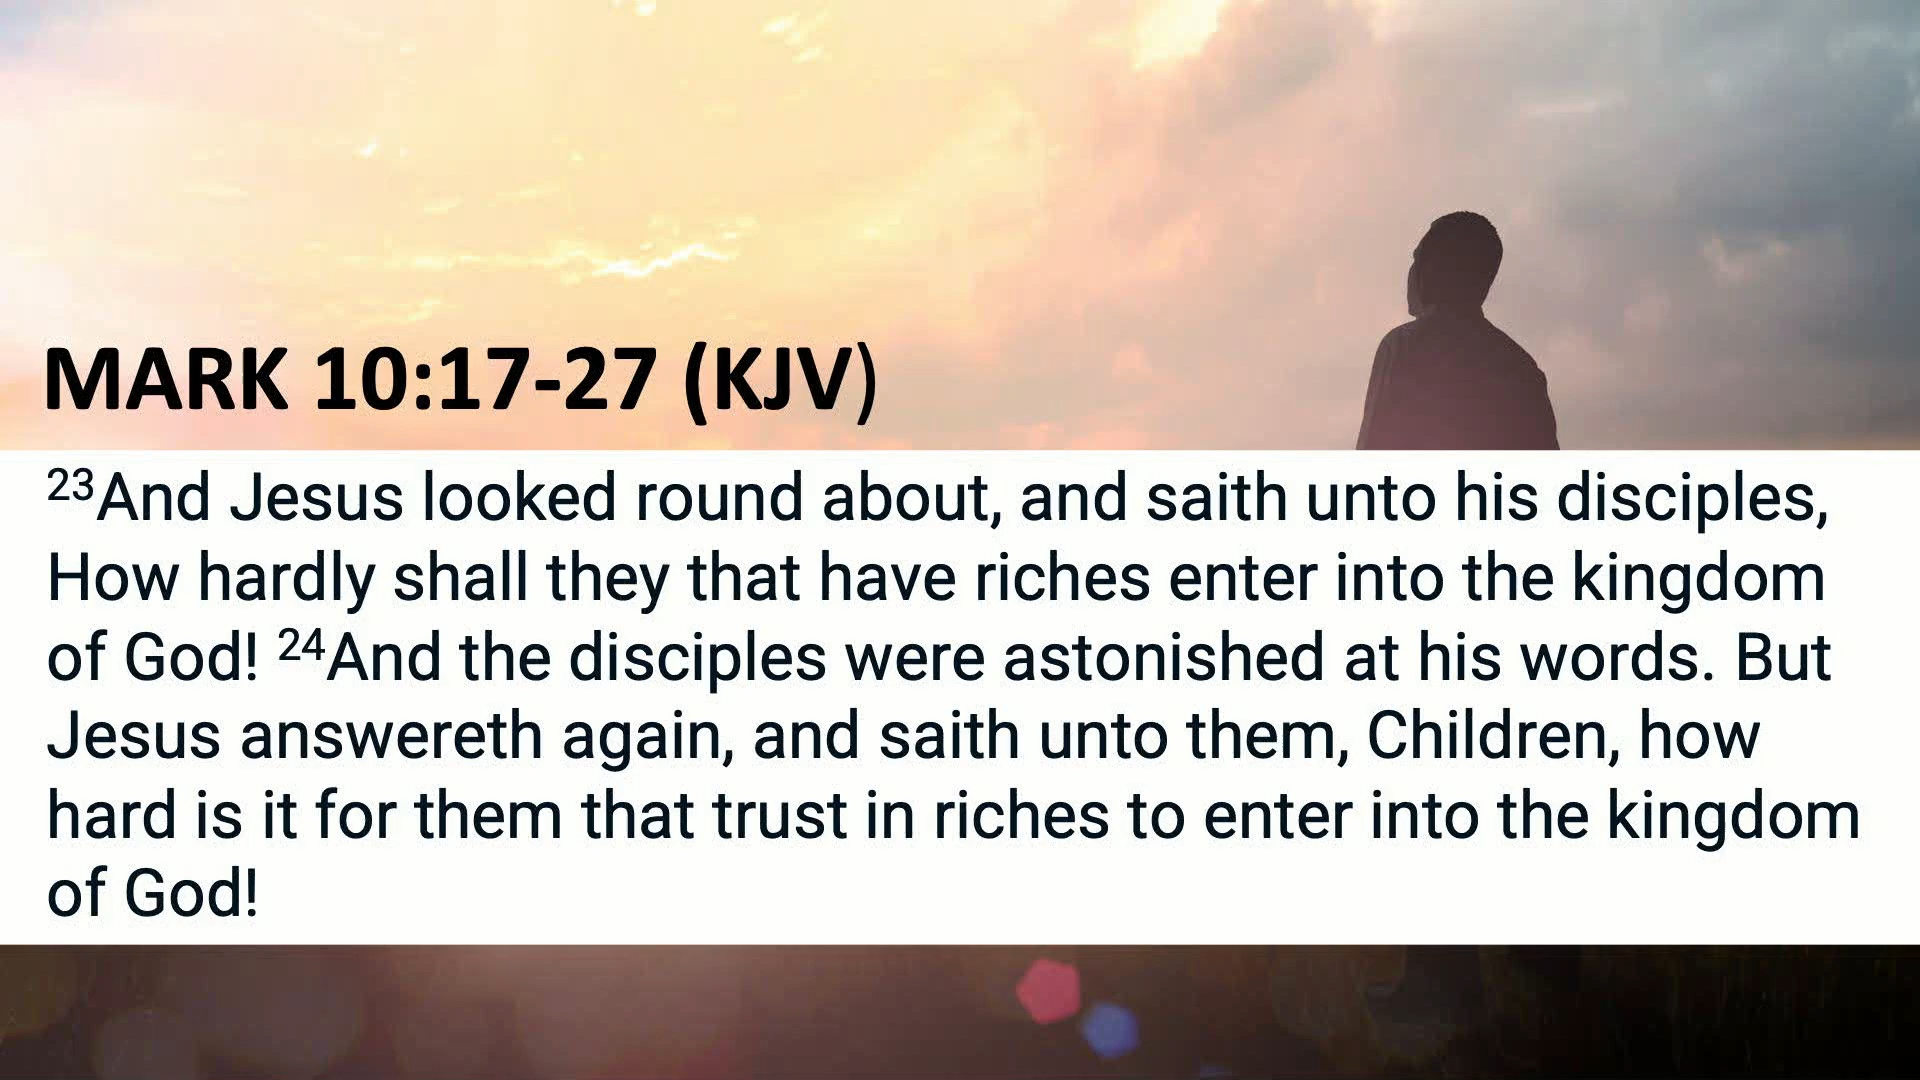 MARK 10:17-27 (KJV)
23And Jesus looked round about, and saith unto his disciples,
How hardly shall they that have riches enter into the kingdom
of God! 24And the disciples were astonished at his words. But
Jesus answereth again, and saith unto them, Children, how
hard is it for them that trust in riches to enter into the kingdom
of God!